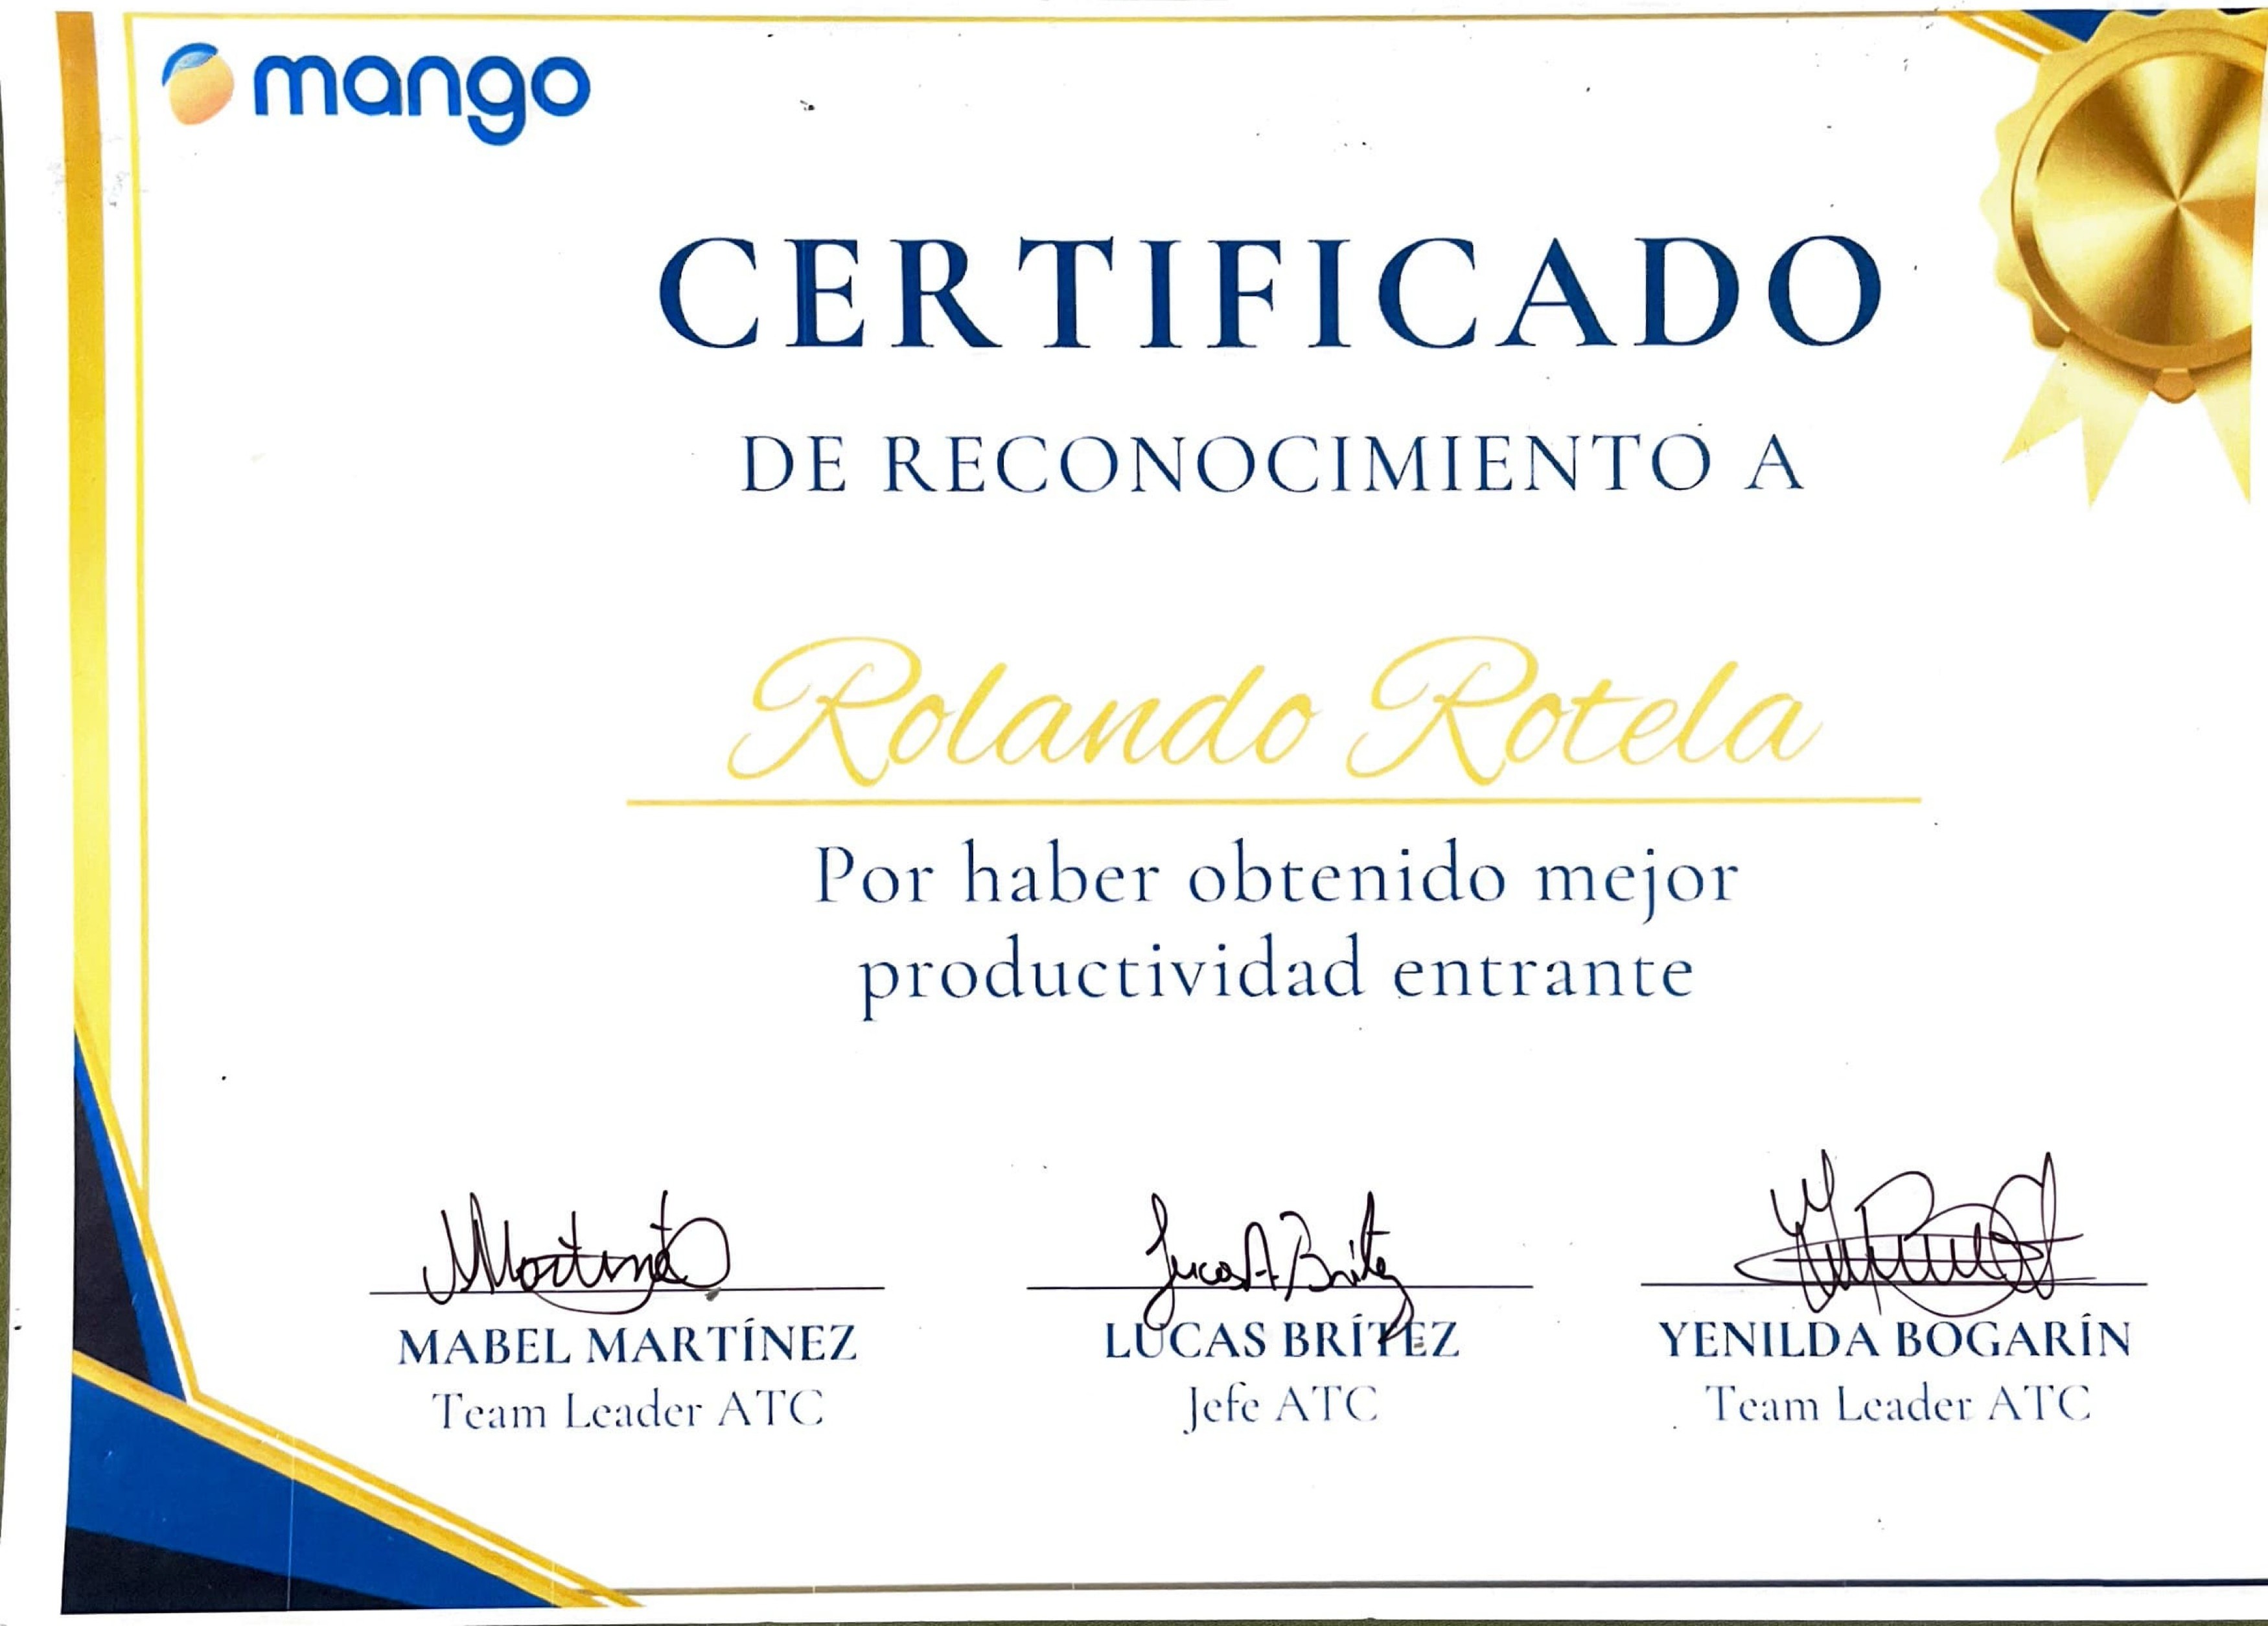 mango
CERTIFICADO
DE RECONOCIMIENTO A
Rolando Rotela
Por haber obtenido mejor
productividad entrante
MABEL MARTÍNEZ
Team Leader ATC
LUCAS BRÍTEZ
Jefe ATC
YENILDA BOGARÍN
Team Leader ATC